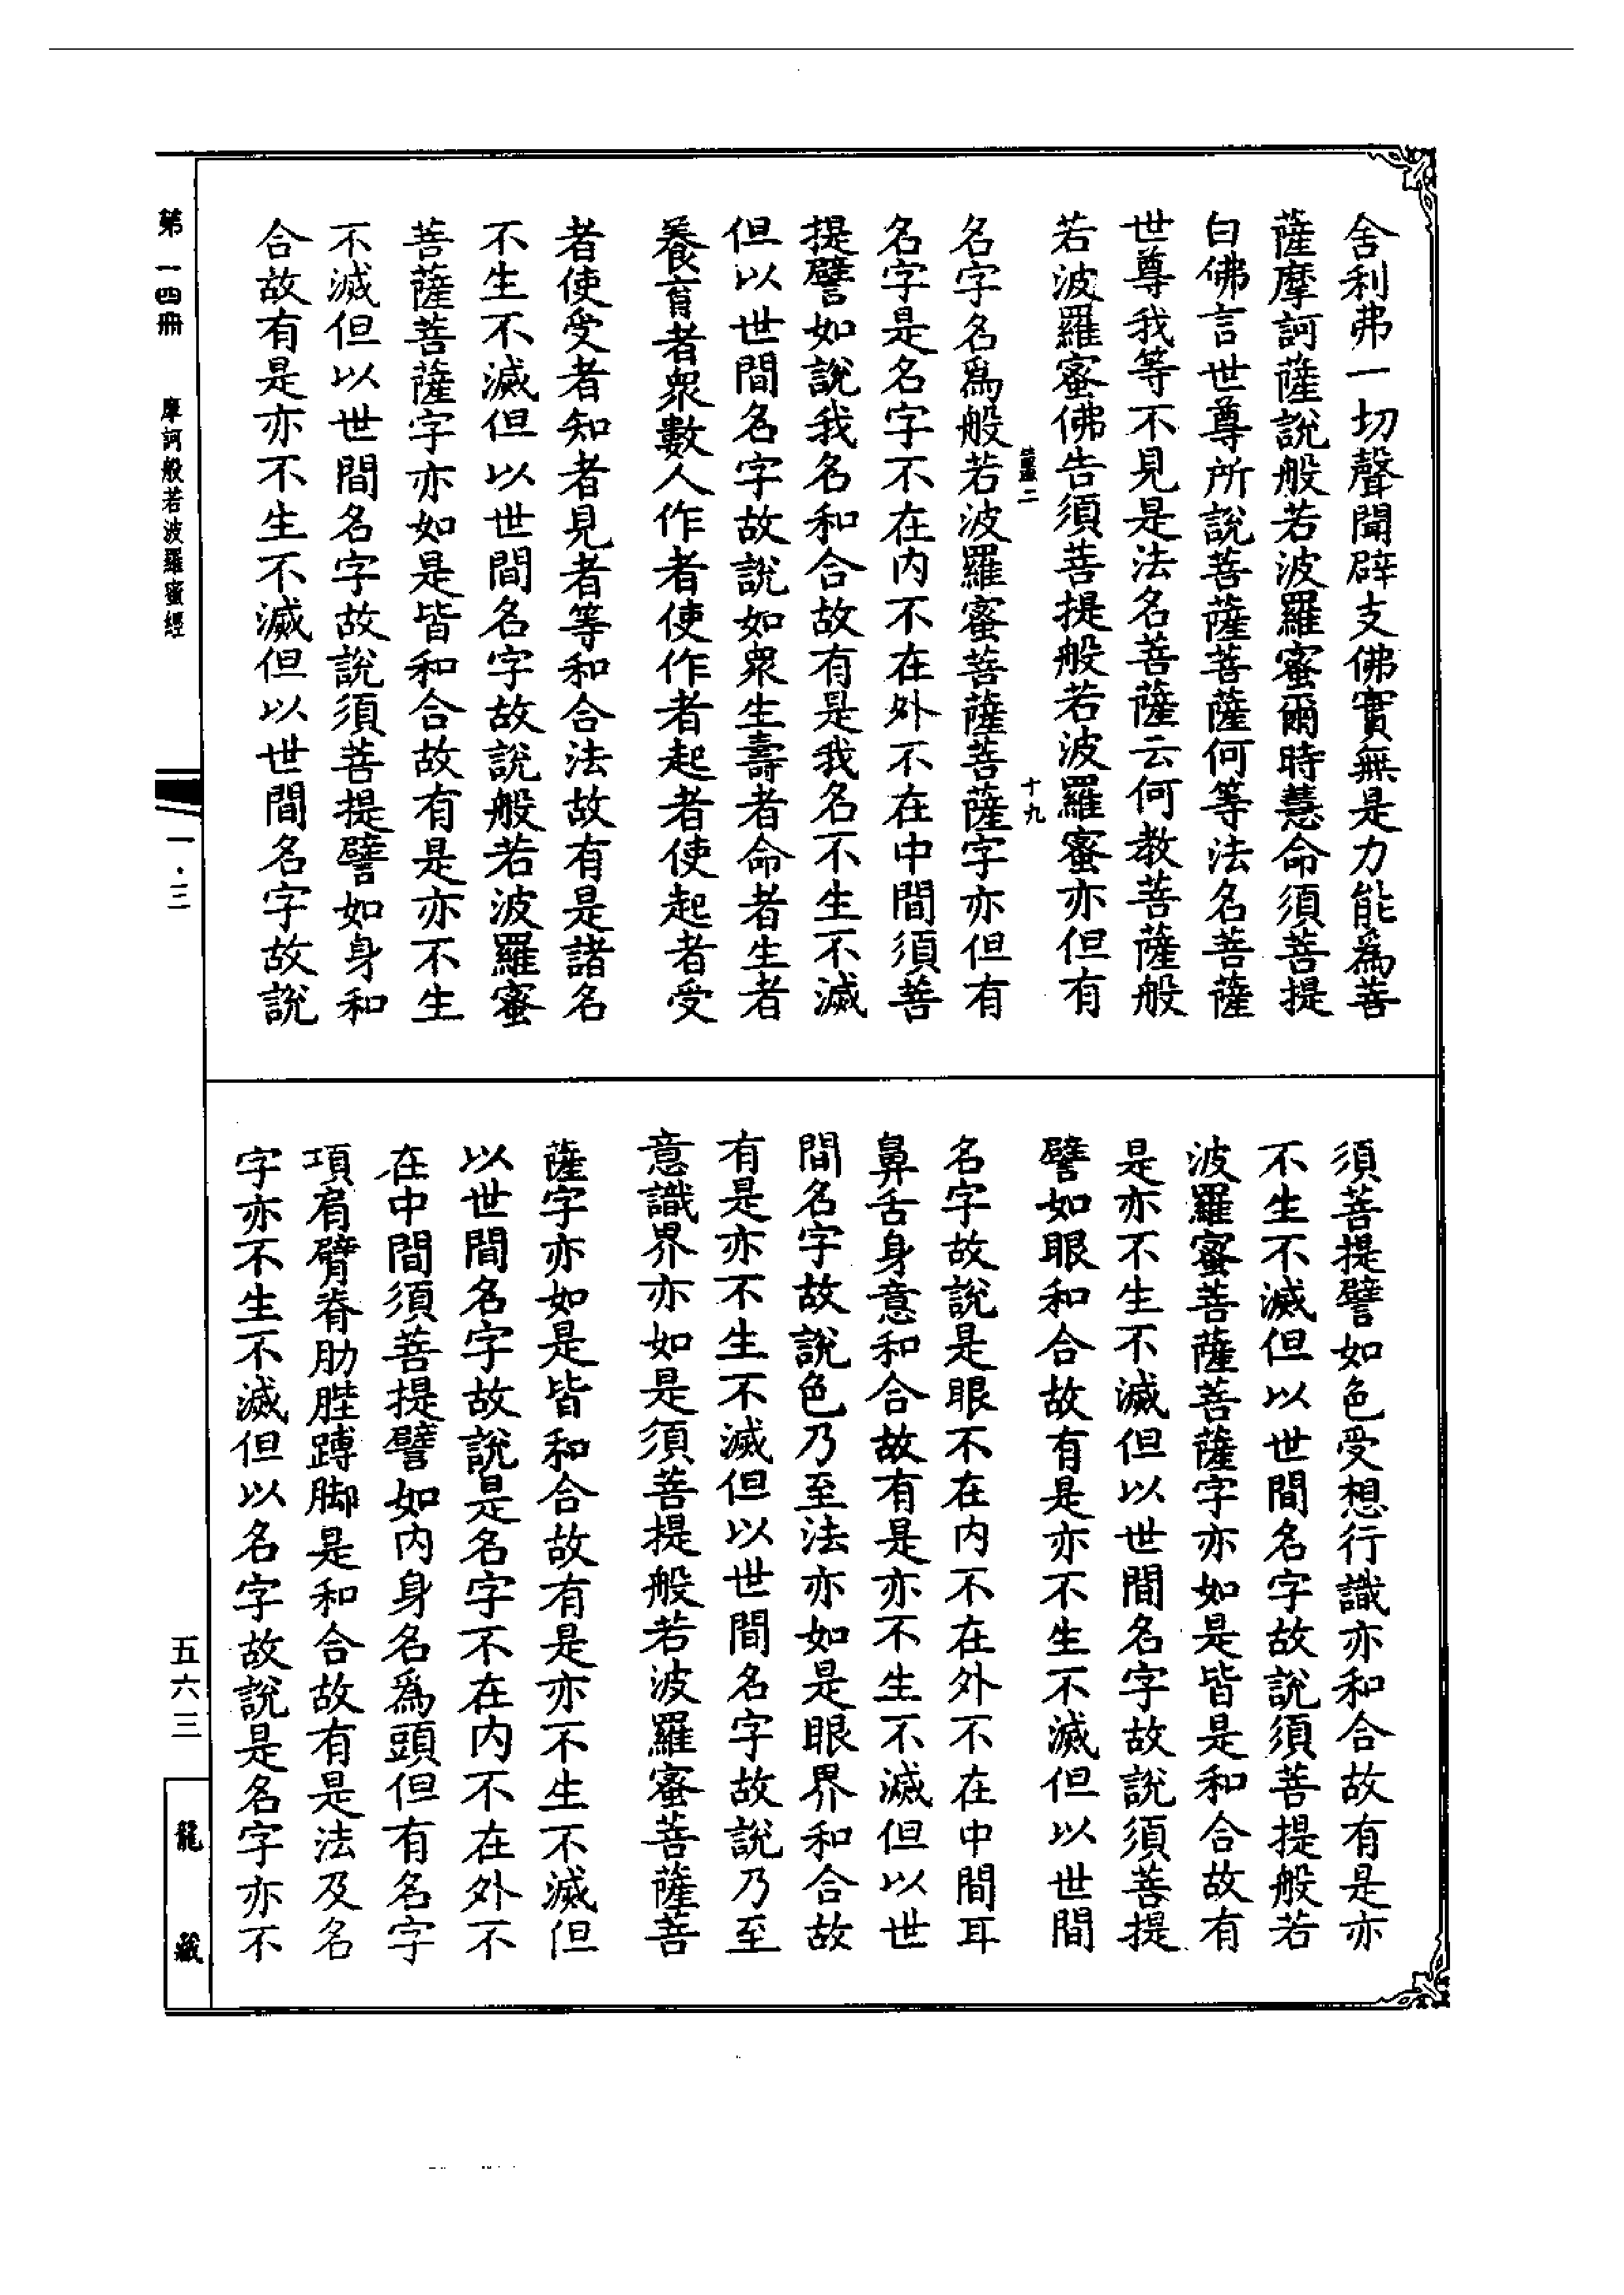 舍利弗一切聲聞辟支佛實無是力能爲菩
薩摩訶薩說般若波羅蜜爾時慧命須菩提
白佛言世尊所說菩薩菩薩何等法名菩薩
世尊我等不見是法名菩薩云何教菩薩般
若波羅蜜佛告須菩提般若波羅蜜亦但有
二 十九
名字名爲般若波羅蜜菩薩菩薩字亦但有
名字是名字不在内不在外不在中間須菩
提譬如說我名和合故有是我名不生不滅
但以世間名字故說如衆生壽者命者生者
養育者衆數人作者使作者起者使起者受
者使受者知者見者等和合法故有是諸名
不生不滅但以世間名字故說般若波羅蜜
菩薩菩薩字亦如是皆和合故有是亦不生
不滅但以世間名字故說須菩提譬如身和
合故有是亦不生不滅但以世間名字故說
須菩提譬如色受想行識亦和合故有是亦
不生不滅但以世間名字故說須菩提般若
波羅蜜菩薩菩薩字亦如是皆是和合故有
是亦不生不滅但以世間名字故說須菩提
譬如眼和合故有是亦不生不滅但以世間
名字故說是眼不在内不在外不在中間耳
鼻舌身意和合故有是亦不生不滅但以世
間名字故說色乃至法亦如是眼界和合故
有是亦不生不滅但以世間名字故說乃至
意識界亦如是須菩提般若波羅蜜菩薩菩
薩字亦如是皆和合故有是亦不生不滅但
以世間名字故說是名字不在内不在外不
在中間須菩提譬如内身名爲頭但有名字
項肩臂脊肋䏶蹲脚是和合故有是法及名
字亦不生不滅但以名字故說是名字亦不
第一四冊 摩訶般若波羅蜜經
一·三
五六三
龍藏